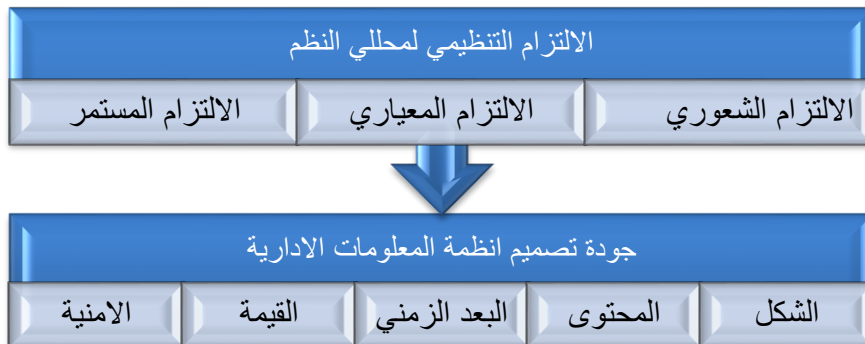 الالتزام التنظيمي لمحللي النظم
الالتزام الشعوري الالتزام المعياري الالتزام المستمر
جودة تصميم انظمة المعلومات الادارية
الشكل المحتوى البعد الزمني القيمة الامنية